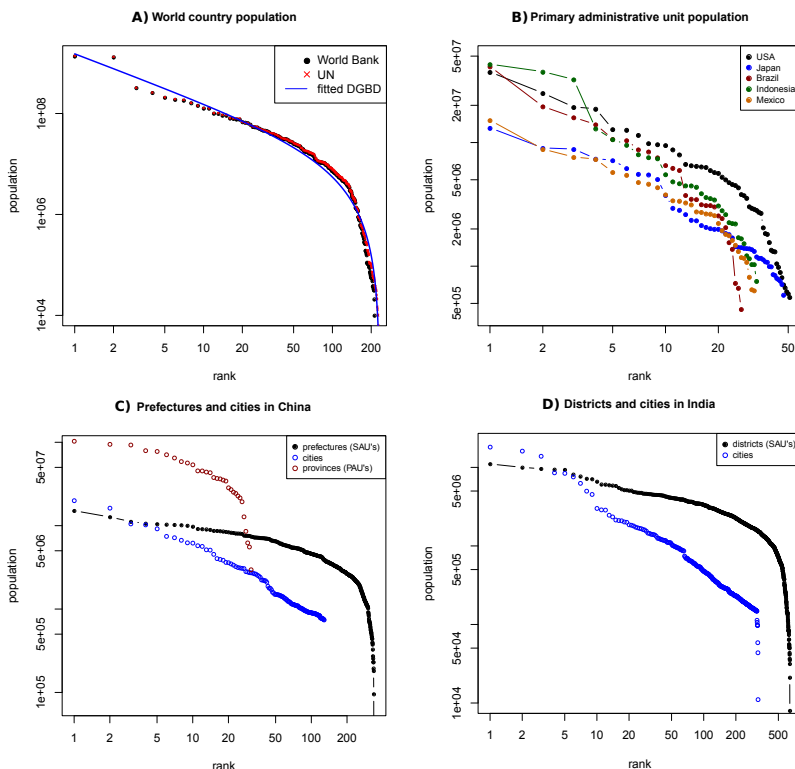 A) World country population
World Bank
UN
fitted DGBD
population
1e+04
1e+06
1e+08
1 2 5 10 20 50 100 200
rank
B) Primary administrative unit population
USA
Japan
Brazil
Indonesia
Mexico
population
5e+05
2e+06
5e+06
2e+07
5e+07
1 2 5 10 20 50
rank
C) Prefectures and cities in China
prefectures (SAU's)
cities
provinces (PAU's)
population
1e+05
5e+05
5e+06
5e+07
1 2 5 10 20 50 100 200
rank
D) Districts and cities in India
districts (SAU's)
cities
population
1e+04
5e+04
5e+05
5e+06
1 5 10 50 100 500
rank